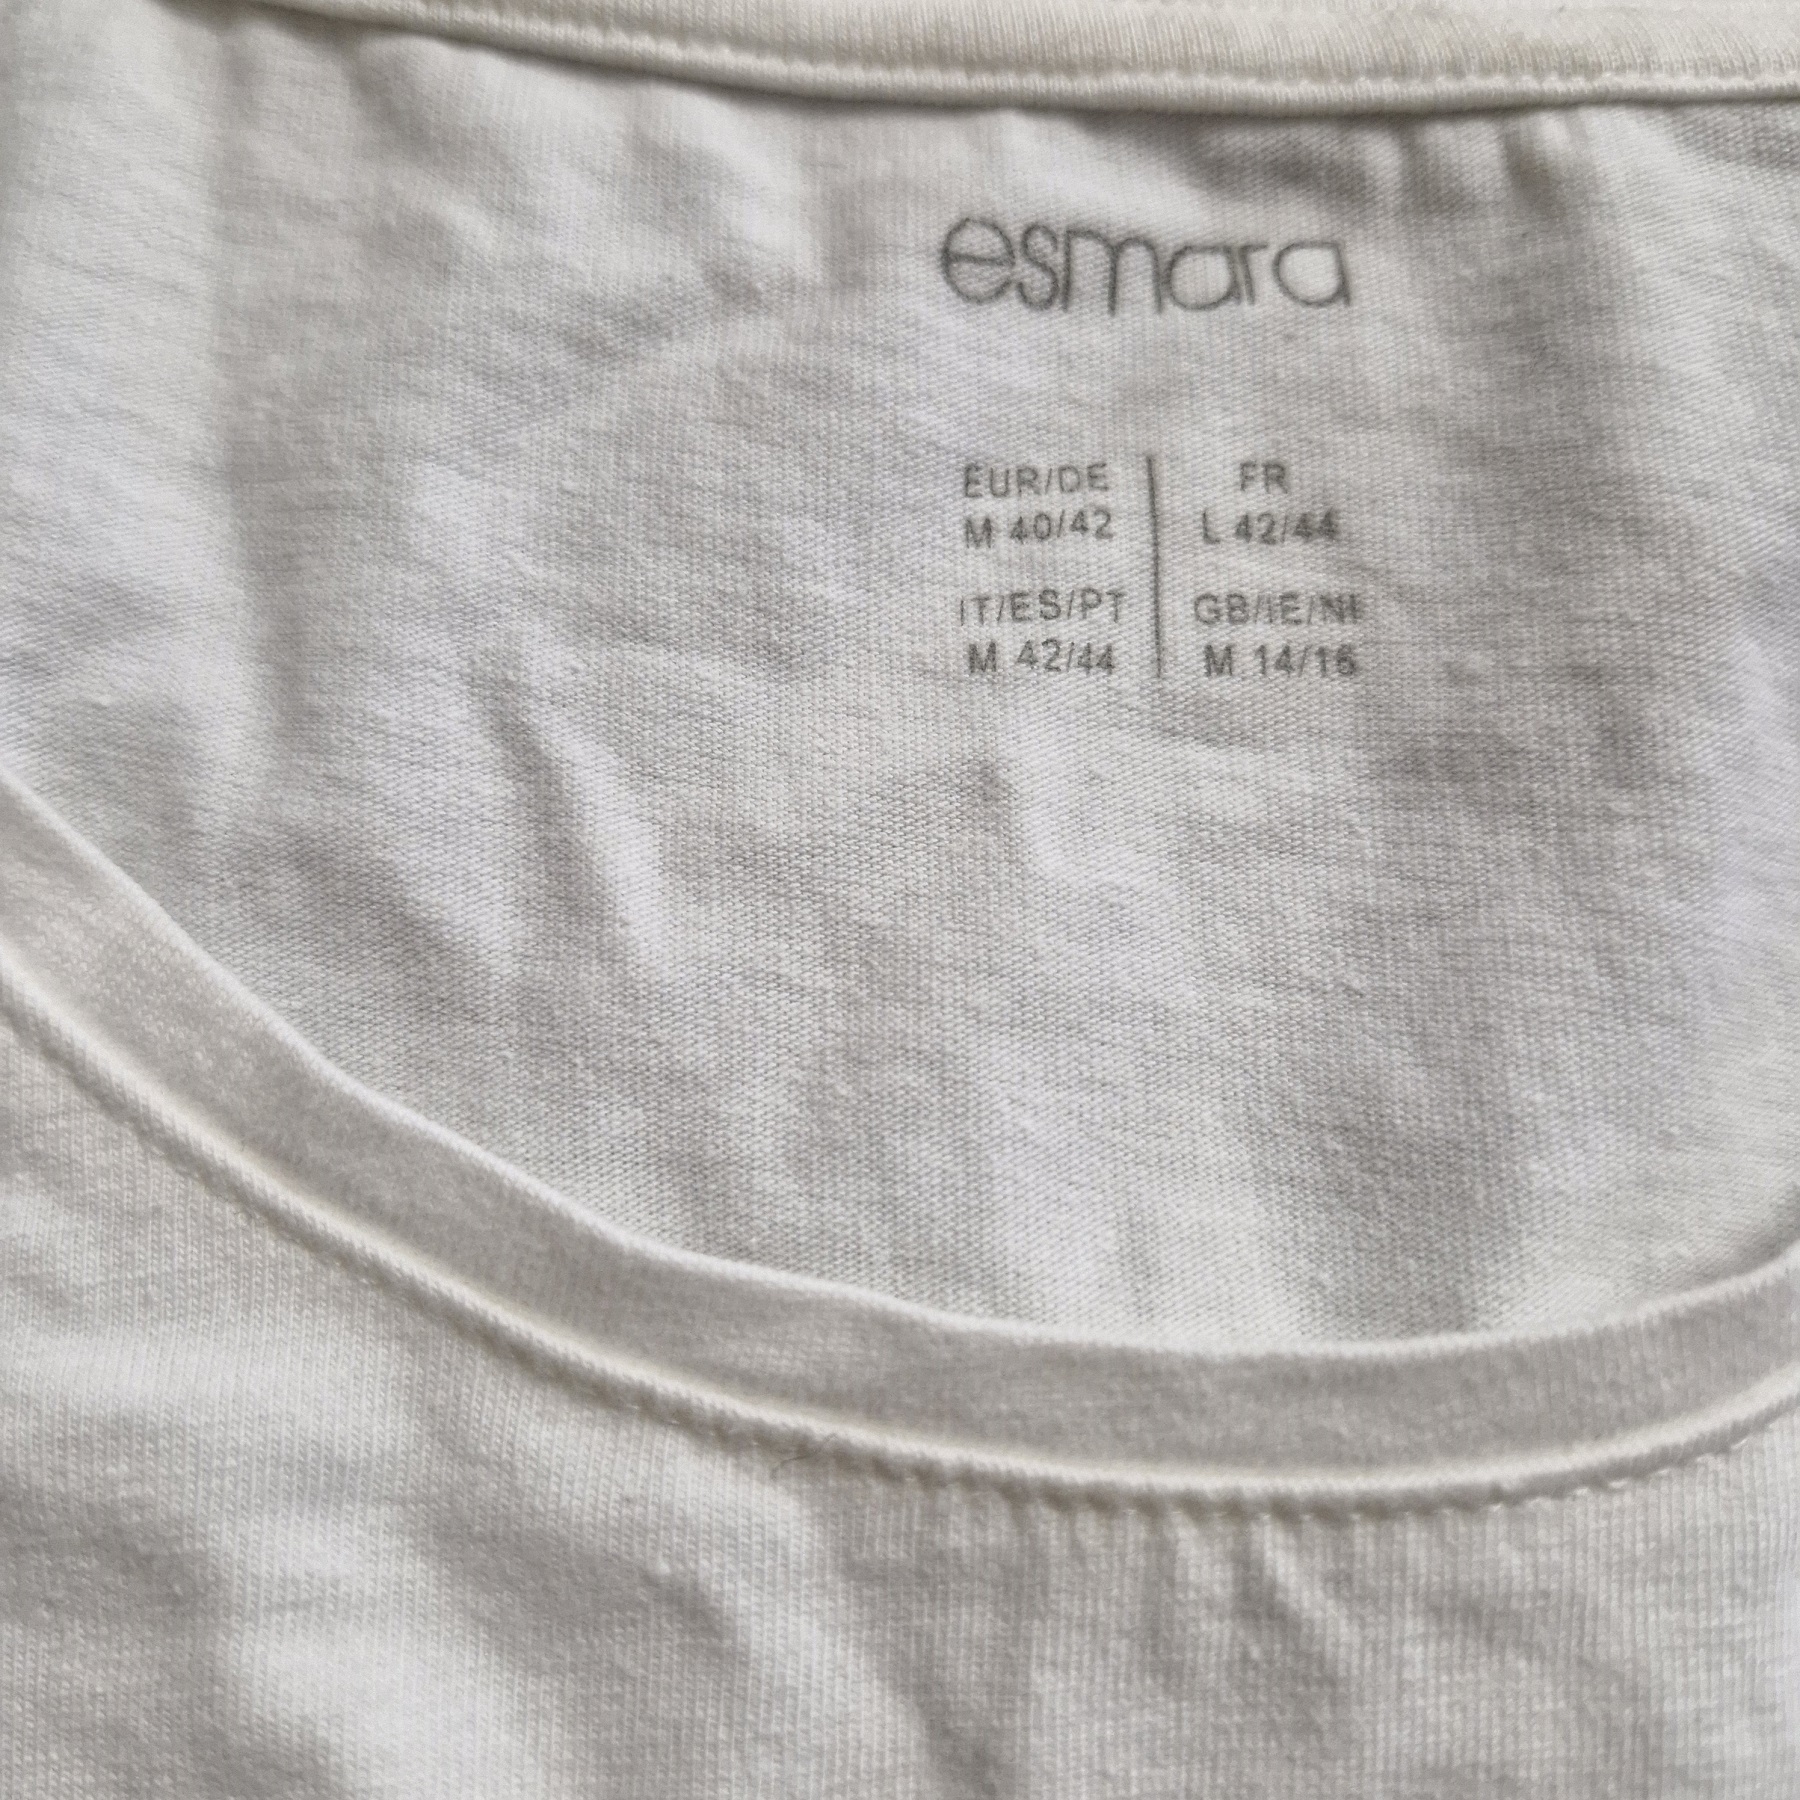 esmara
EUR/DE
M 40/42
FR
L 42/44
IT/ES/PT
M 42/44
GB/IE/NI
M 14/16